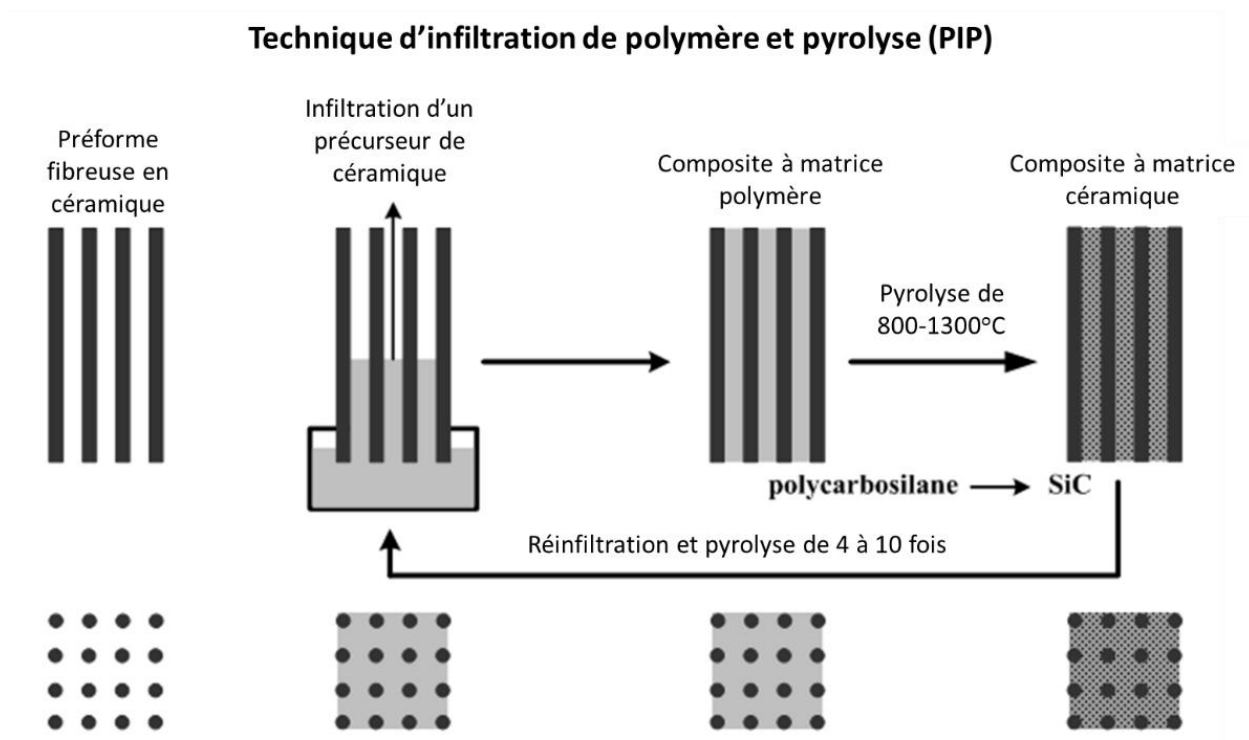 Technique d’infiltration de polymère et pyrolyse (PIP)
Préforme
fibreuse en
céramique
Infiltration d’un
précurseur de
céramique
Composite à matrice
polymère
Composite à matrice
céramique
Pyrolyse de
800-1300°C
polycarbosilane
SiC
Réinfiltration et pyrolyse de 4 à 10 fois